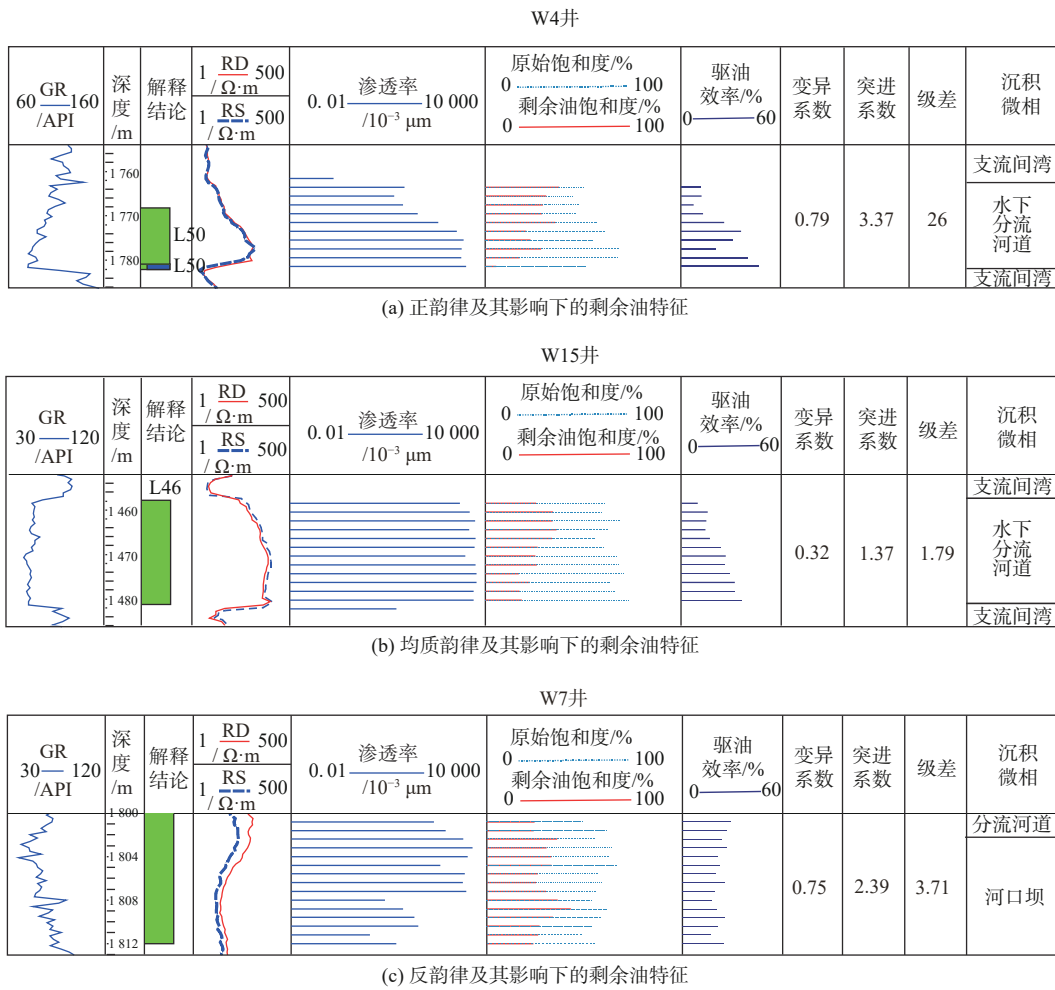 W4井
GR
60 160
/API
深
度
/m
解释
结论
1 RD 500
/ Ω·m
1 RS 500
/ Ω·m
渗透率
0. 01 10 000
/10⁻³ μm
原始饱和度/%
0 100
剩余油饱和度/%
0 100
驱油
效率/%
0 60
变异
系数
突进
系数
级差
沉积
微相
1 760
1 770
1 780
L50
L50
0.79
3.37
26
支流间湾
水下
分流
河道
支流间湾
(a) 正韵律及其影响下的剩余油特征
W15井
GR
30 120
/API
深
度
/m
解释
结论
1 RD 500
/ Ω·m
1 RS 500
/ Ω·m
渗透率
0. 01 10 000
/10⁻³ μm
原始饱和度/%
0 100
剩余油饱和度/%
0 100
驱油
效率/%
0 60
变异
系数
突进
系数
级差
沉积
微相
L46
1 460
1 470
1 480
0.32
1.37
1.79
支流间湾
水下
分流
河道
支流间湾
(b) 均质韵律及其影响下的剩余油特征
W7井
GR
30 120
/API
深
度
/m
解释
结论
1 RD 500
/ Ω·m
1 RS 500
/ Ω·m
渗透率
0. 01 10 000
/10⁻³ μm
原始饱和度/%
0 100
剩余油饱和度/%
0 100
驱油
效率/%
0 60
变异
系数
突进
系数
级差
沉积
微相
1 800
1 804
1 808
1 812
0.75
2.39
3.71
分流河道
河口坝
(c) 反韵律及其影响下的剩余油特征